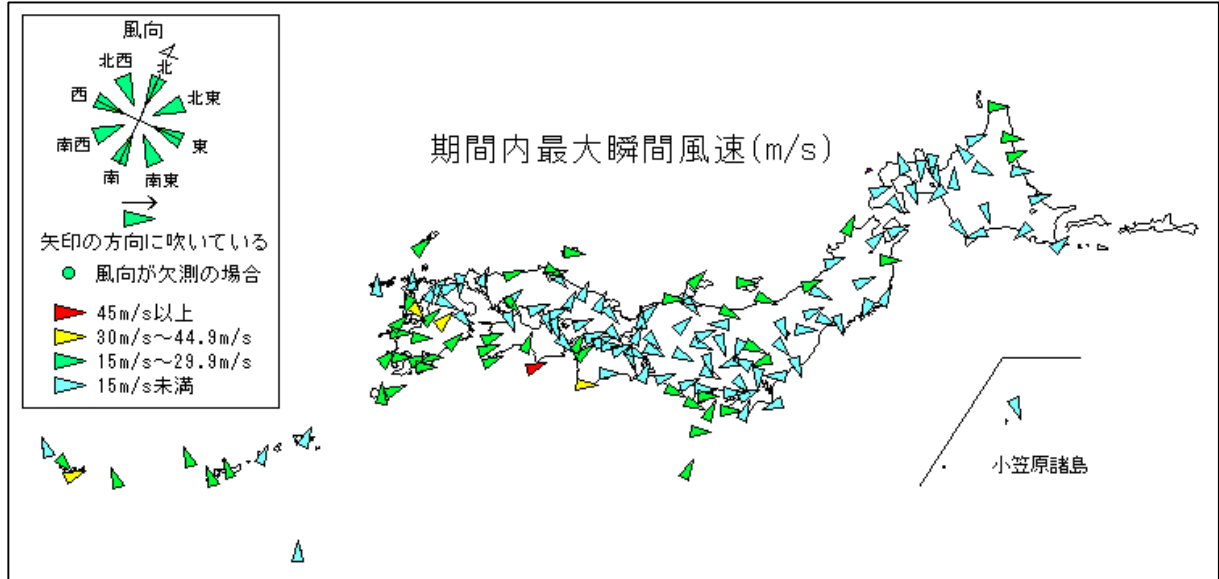 風向
北西
北
西
北東
南西
東
南
南東
矢印の方向に吹いている
風向が欠測の場合
45m/s以上
30m/s～44.9m/s
15m/s～29.9m/s
15m/s未満
期間内最大瞬間風速(m/s)
小笠原諸島